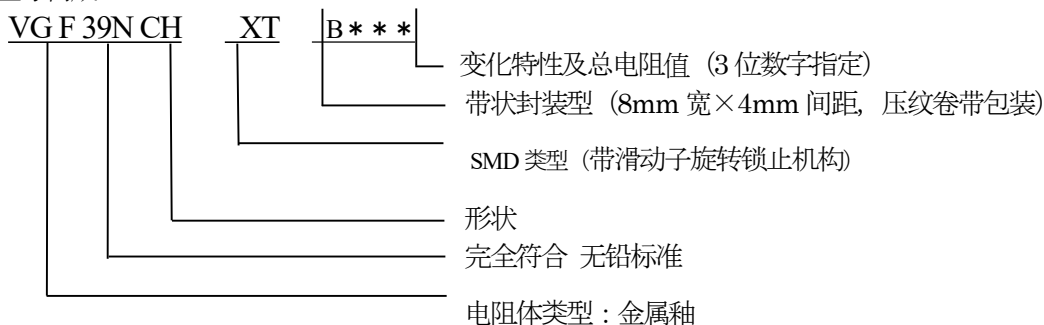 VG F 39N CH XT B＊＊＊
变化特性及总电阻值（3 位数字指定）
带状封装型（8mm 宽×4mm 间距，压纹卷带包装）
SMD 类型（带滑动子旋转锁止机构）
形状
完全符合 无铅标准
电阻体类型：金属釉